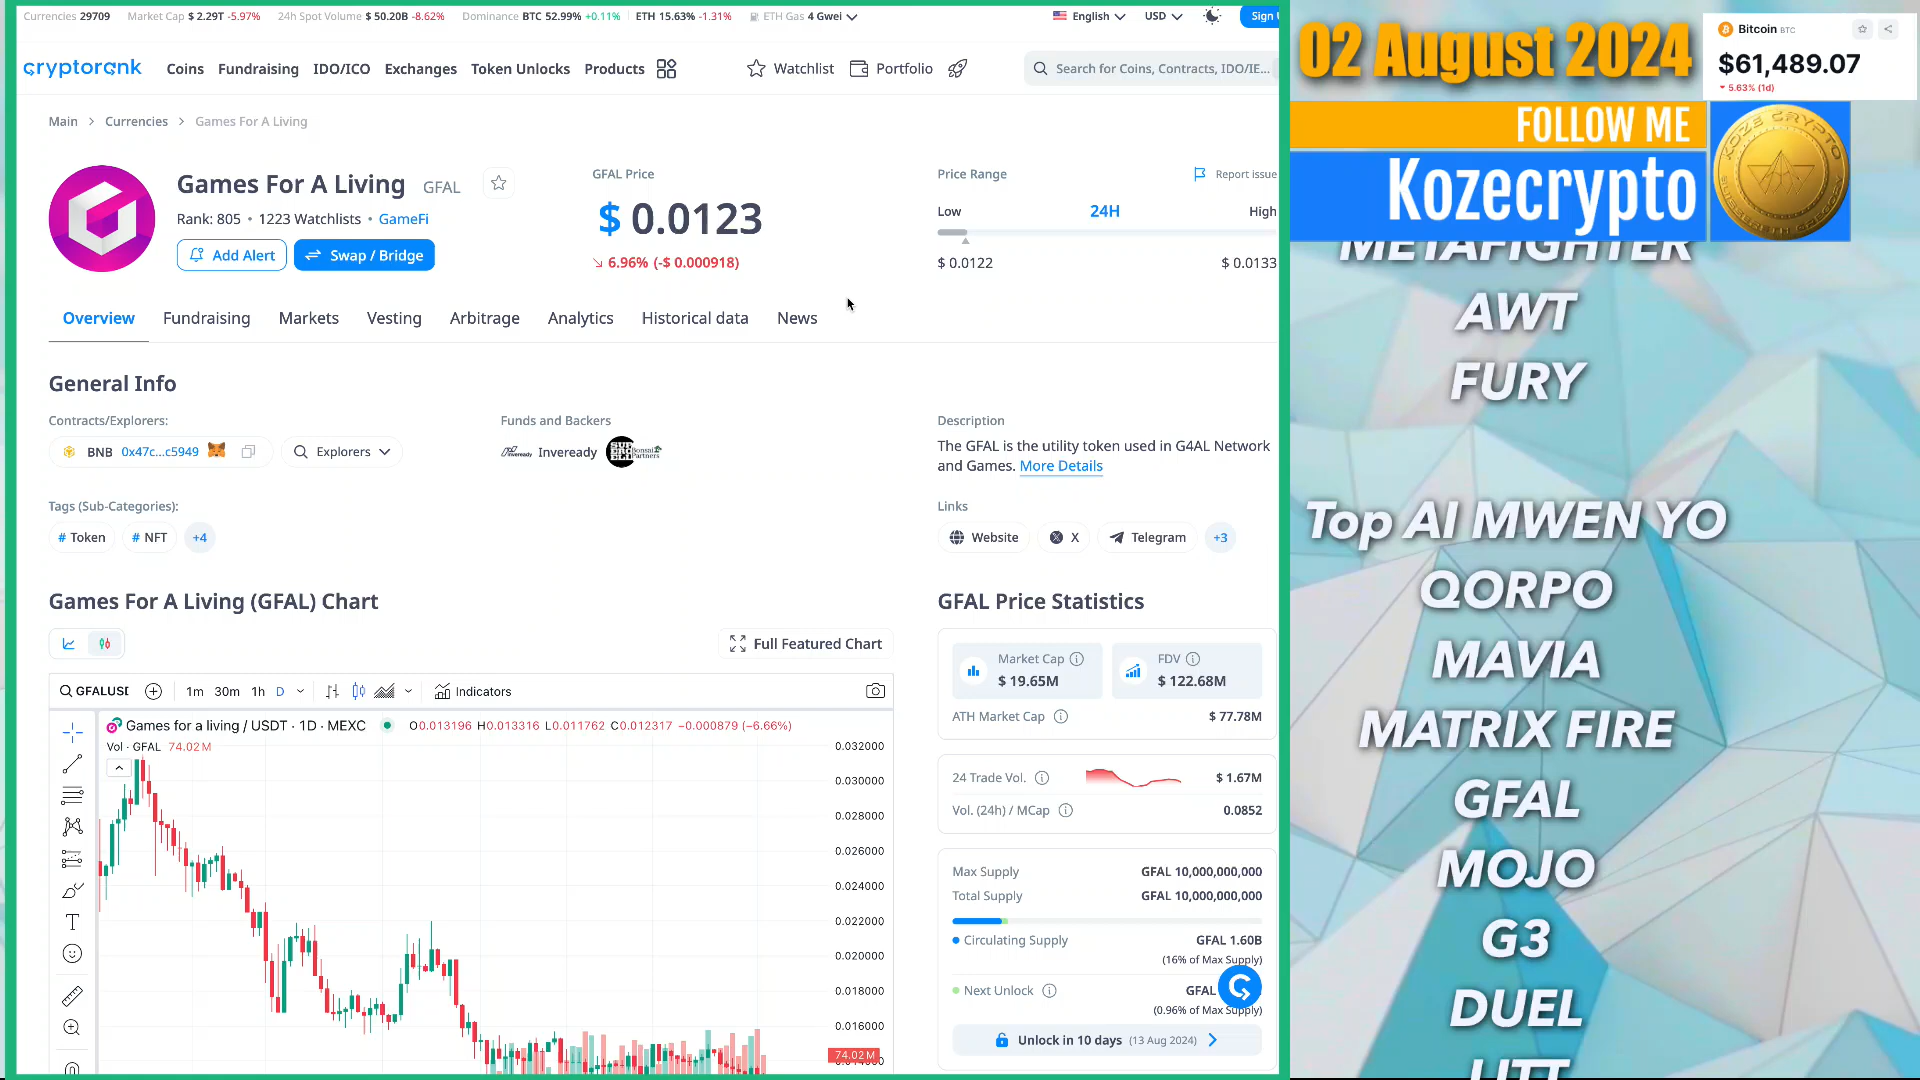 Currencies 29709 Market Cap $ 2.29T -5.97% 24h Spot Volume $ 50.20B -8.62% Dominance BTC 52.99% +0.11% ETH 15.63% -1.31% ETH Gas 4 Gwei English USD Sign U
cryptorank Coins Fundraising IDO/ICO Exchanges Token Unlocks Products Watchlist Portfolio Search for Coins, Contracts, IDO/IE...
Main > Currencies > Games For A Living
Games For A Living GFAL
Rank: 805 • 1223 Watchlists • GameFi
Add Alert Swap / Bridge
GFAL Price
$ 0.0123
6.96% (-$ 0.000918)
Price Range Report issue
Low 24H High
$ 0.0122 $ 0.0133
Overview Fundraising Markets Vesting Arbitrage Analytics Historical data News
General Info
Contracts/Explorers:
BNB 0x47c...c5949 Explorers
Funds and Backers
Inveready
Description
The GFAL is the utility token used in G4AL Network
and Games. More Details
Tags (Sub-Categories):
# Token # NFT +4
Links
Website X Telegram +3
Games For A Living (GFAL) Chart
Full Featured Chart
GFALUSI 1m 30m 1h D Indicators
Games for a living / USDT · 1D · MEXC O0.013196 H0.013316 L0.011762 C0.012317 −0.000879 (−6.66%)
Vol · GFAL 74.02M
0.032000
0.030000
0.028000
0.026000
0.024000
0.022000
0.020000
0.018000
0.016000
74.02M
GFAL Price Statistics
Market Cap
$ 19.65M
FDV
$ 122.68M
ATH Market Cap $ 77.78M
24 Trade Vol. $ 1.67M
Vol. (24h) / MCap 0.0852
Max Supply GFAL 10,000,000,000
Total Supply GFAL 10,000,000,000
Circulating Supply GFAL 1.60B
(16% of Max Supply)
Next Unlock GFAL
(0.96% of Max Supply)
Unlock in 10 days (13 Aug 2024)
02 August 2024
Bitcoin BTC
$61,489.07
5.63% (1d)
FOLLOW ME
Kozecrypto
KOZE CRYPTO
METAFIGHTER
AWT
FURY
Top AI MWEN YO
QORPO
MAVIA
MATRIX FIRE
GFAL
MOJO
G3
DUEL